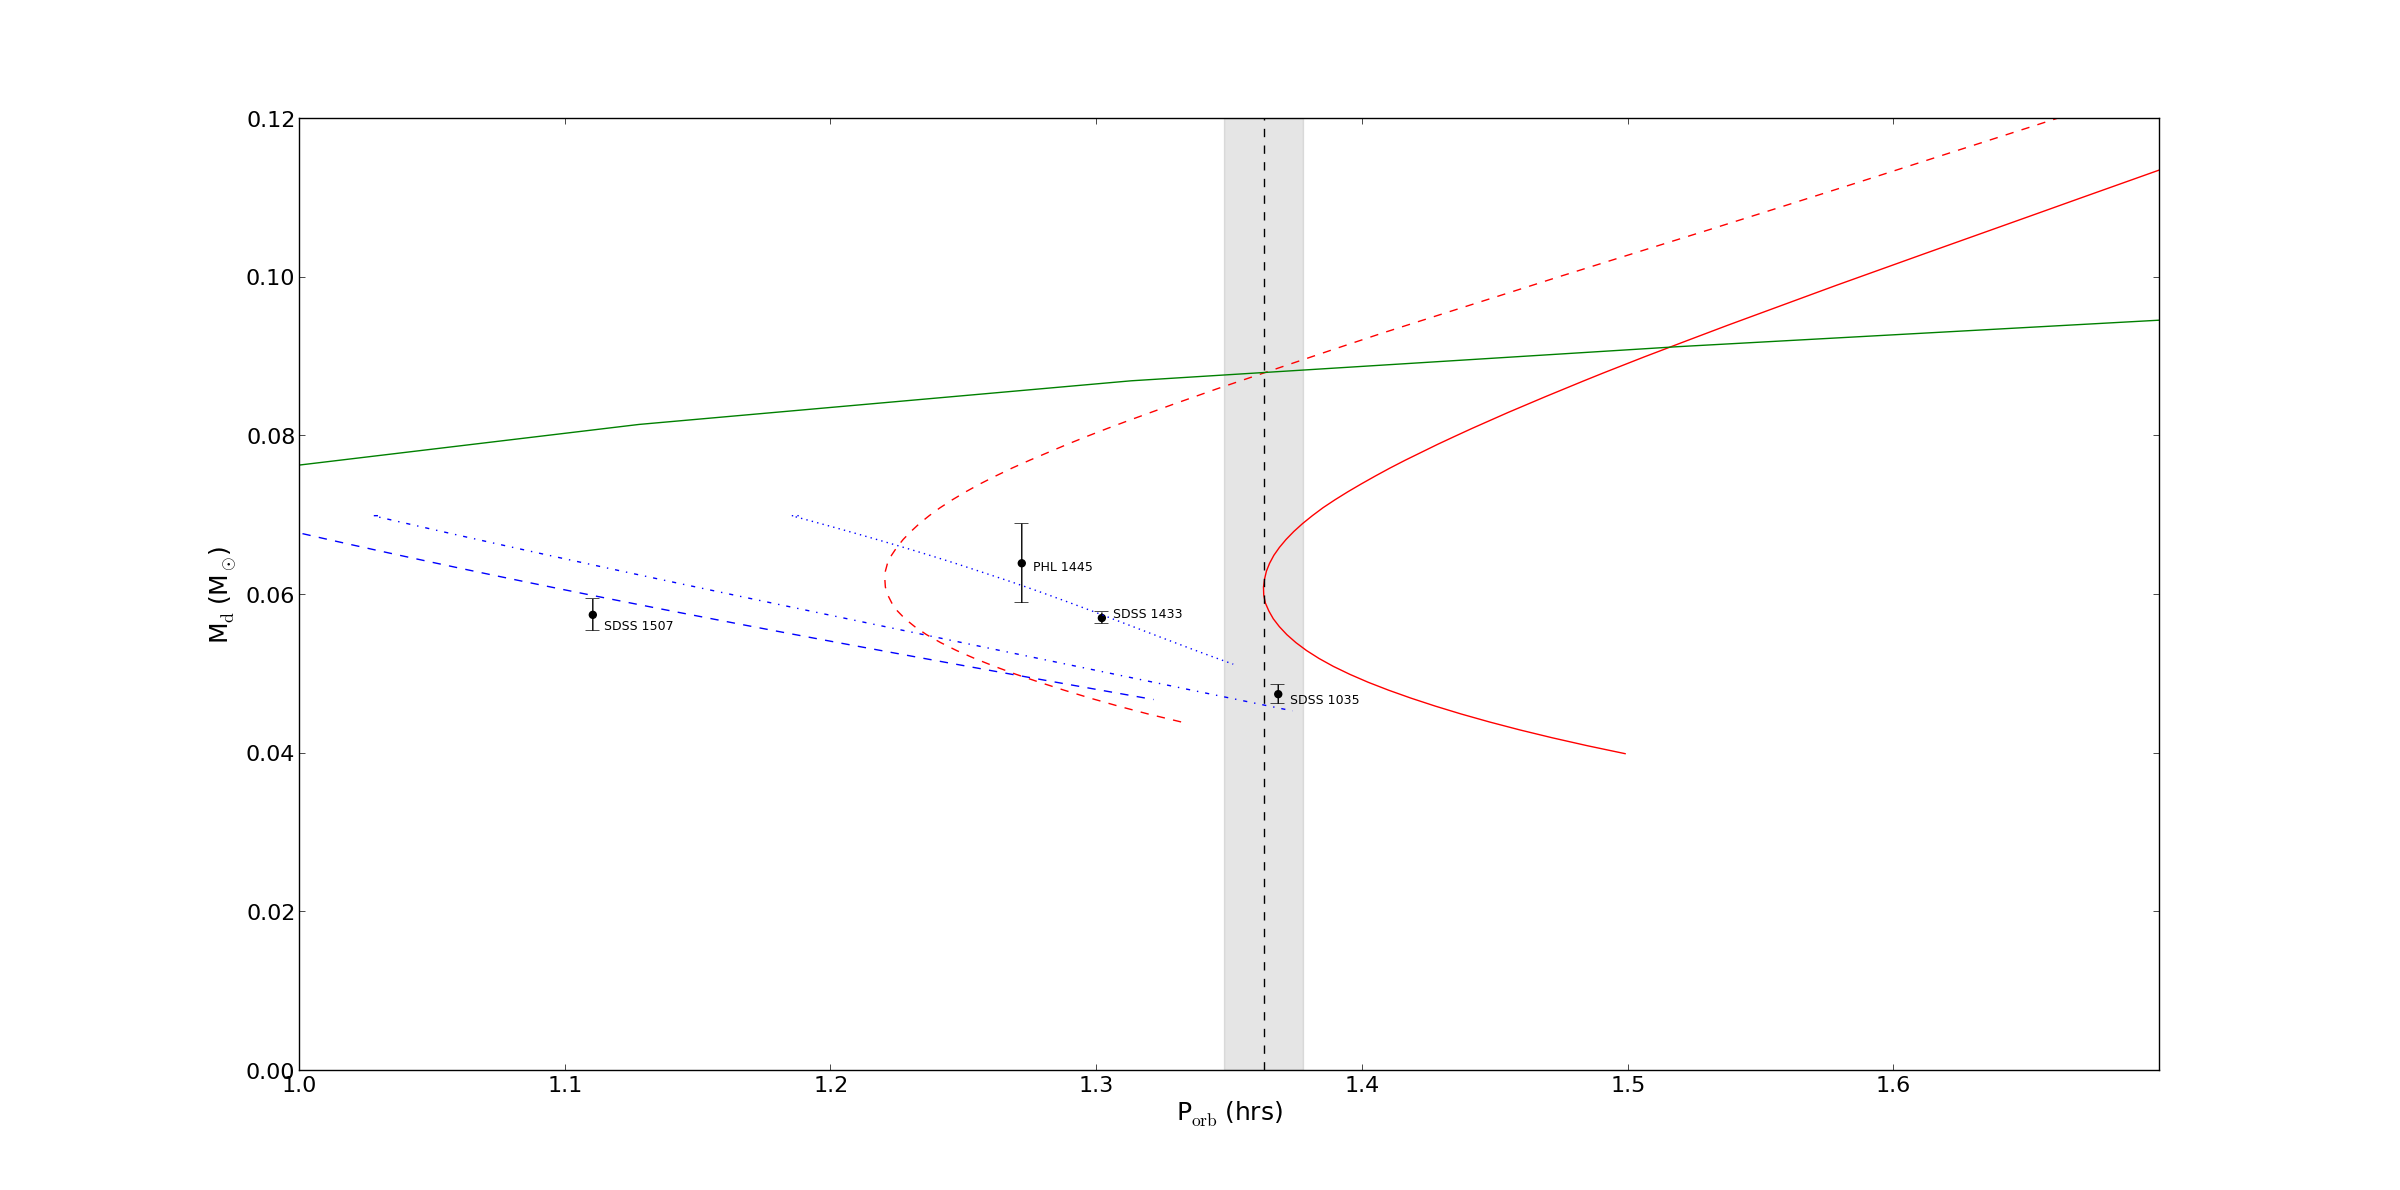 0.12
0.10
0.08
0.06
0.04
0.02
0.00
M_d (M_⊙)
PHL 1445
SDSS 1433
SDSS 1507
SDSS 1035
1.0 1.1 1.2 1.3 1.4 1.5 1.6
P_orb (hrs)